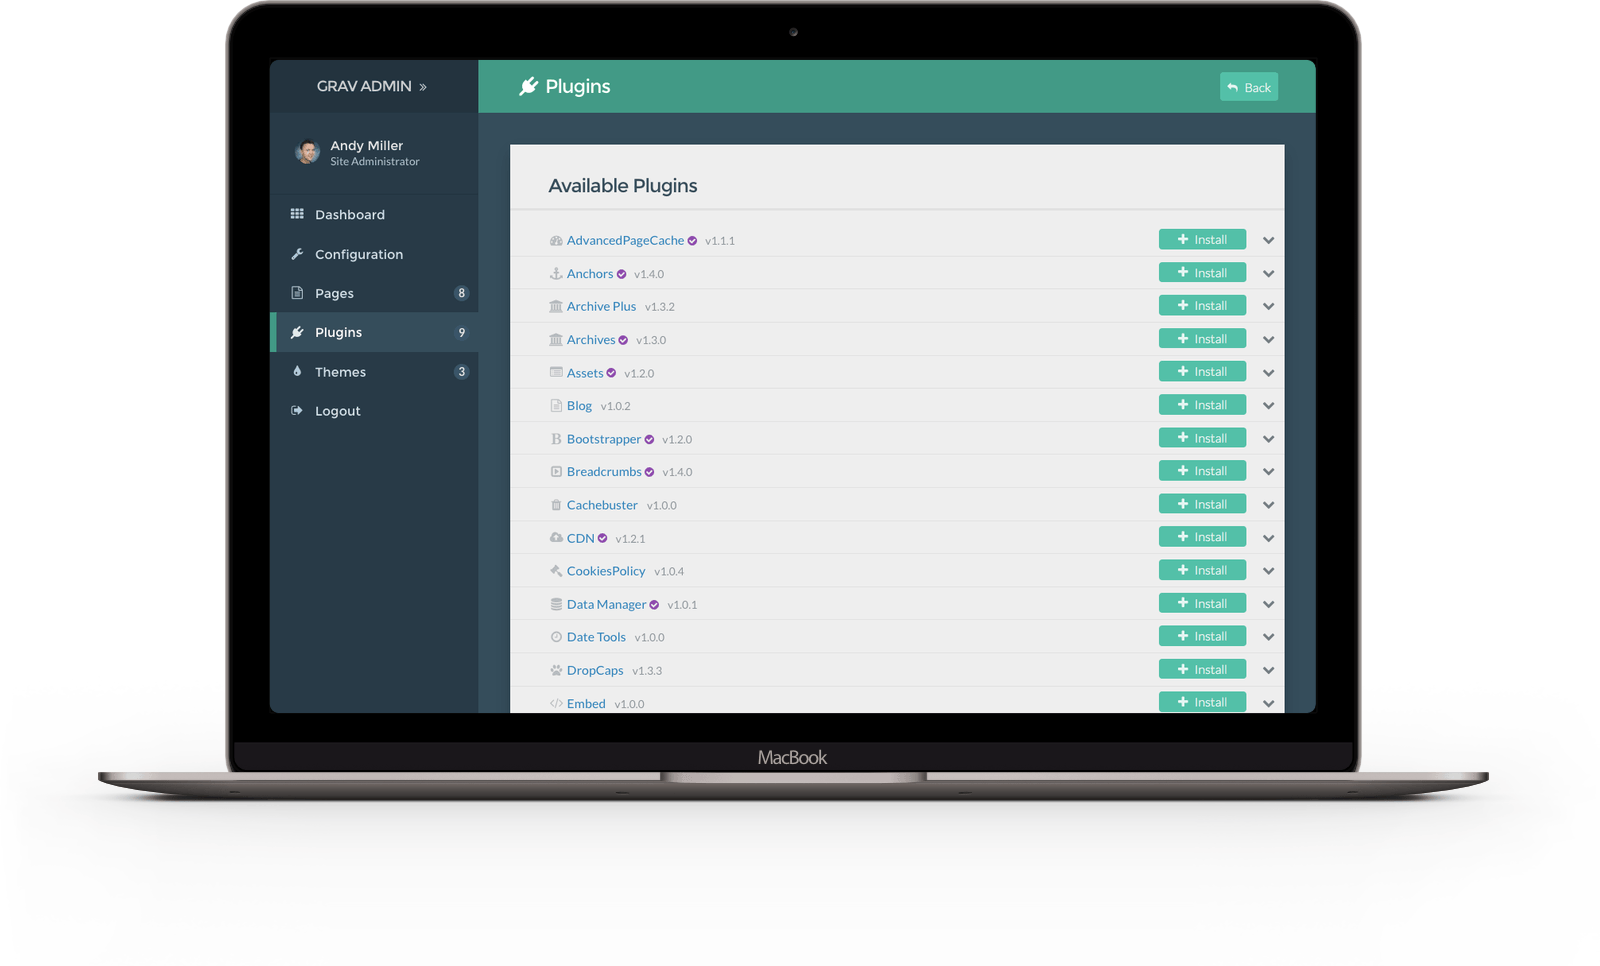 GRAV ADMIN »
Plugins
Back
Andy Miller
Site Administrator
Dashboard
Configuration
Pages 8
Plugins 9
Themes 3
Logout
Available Plugins
AdvancedPageCache v1.1.1 Install
Anchors v1.4.0 Install
Archive Plus v1.3.2 Install
Archives v1.3.0 Install
Assets v1.2.0 Install
Blog v1.0.2 Install
Bootstrapper v1.2.0 Install
Breadcrumbs v1.4.0 Install
Cachebuster v1.0.0 Install
CDN v1.2.1 Install
CookiesPolicy v1.0.4 Install
Data Manager v1.0.1 Install
Date Tools v1.0.0 Install
DropCaps v1.3.3 Install
Embed v1.0.0 Install
MacBook